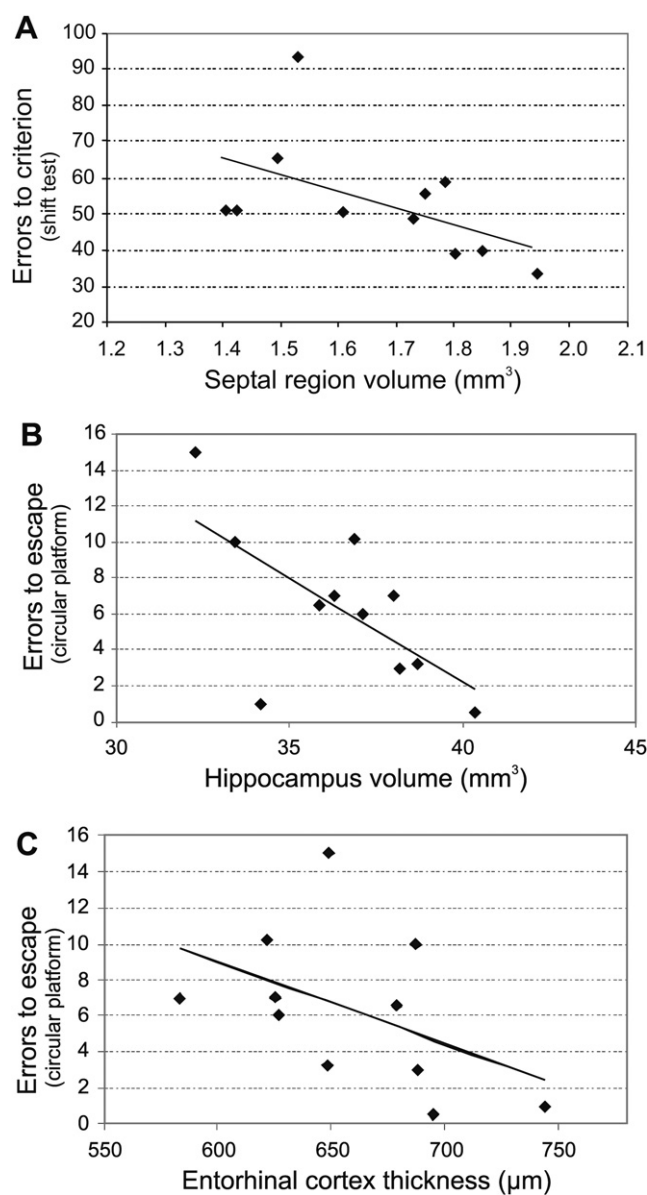 A
100
90
80
70
60
50
40
30
20
Errors to criterion
(shift test)
1.2 1.3 1.4 1.5 1.6 1.7 1.8 1.9 2.0 2.1
Septal region volume (mm³)
B
16
14
12
10
8
6
4
2
0
Errors to escape
(circular platform)
30 35 40 45
Hippocampus volume (mm³)
C
16
14
12
10
8
6
4
2
0
Errors to escape
(circular platform)
550 600 650 700 750
Entorhinal cortex thickness (µm)